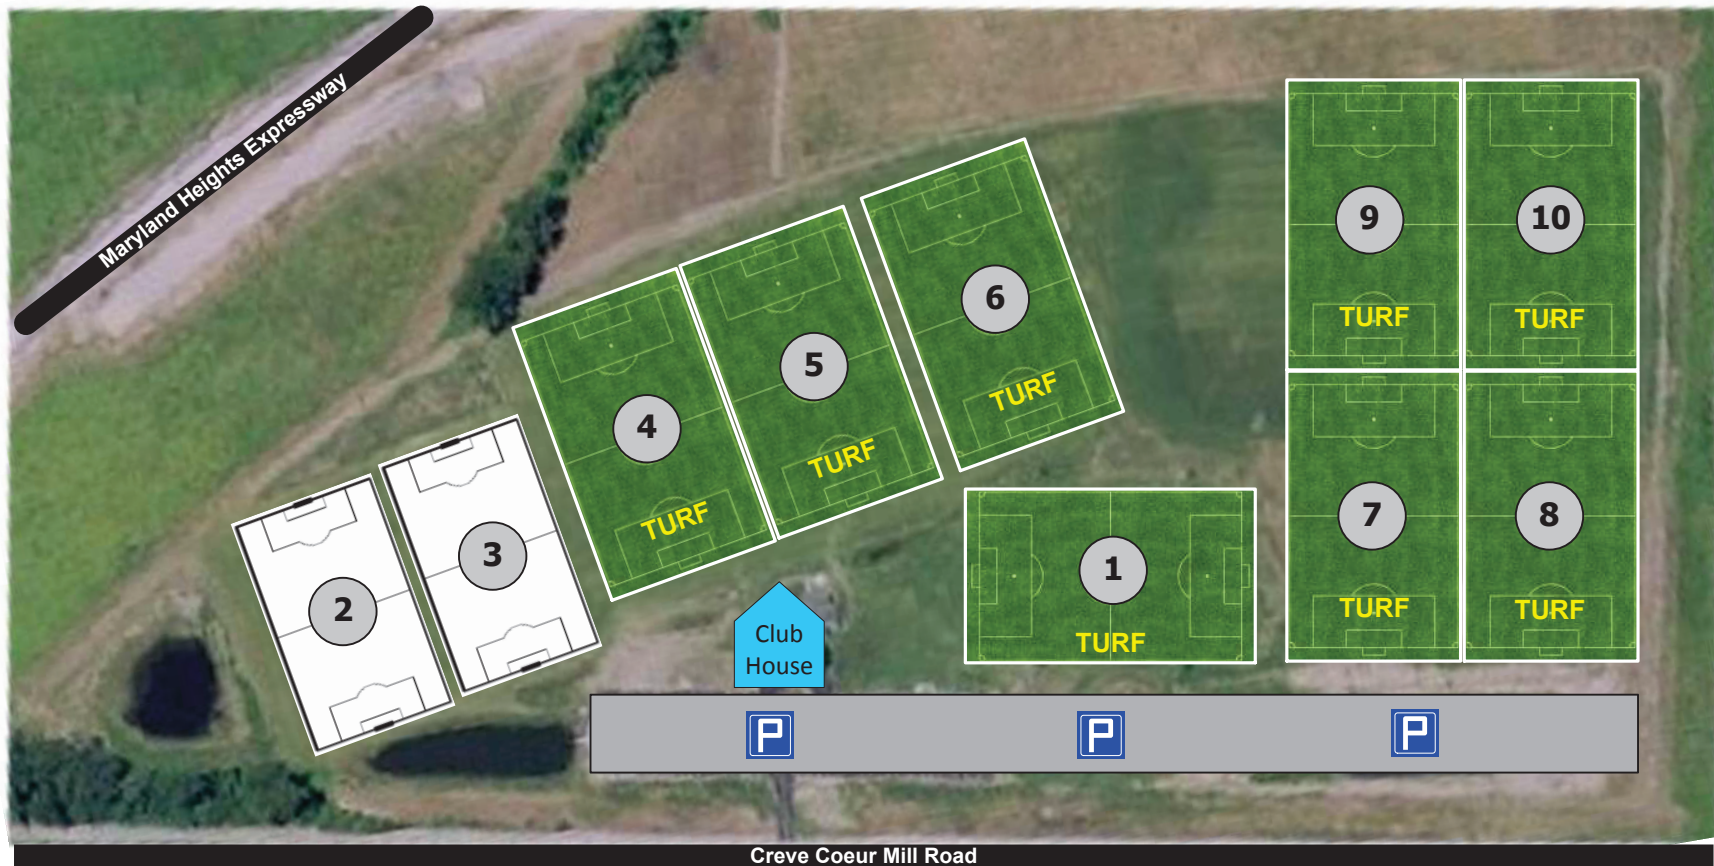 Maryland Heights Expressway
9
10
TURF
TURF
6
TURF
5
TURF
4
TURF
3
2
7
8
TURF
TURF
1
TURF
Club
House
P
P
P
Creve Coeur Mill Road